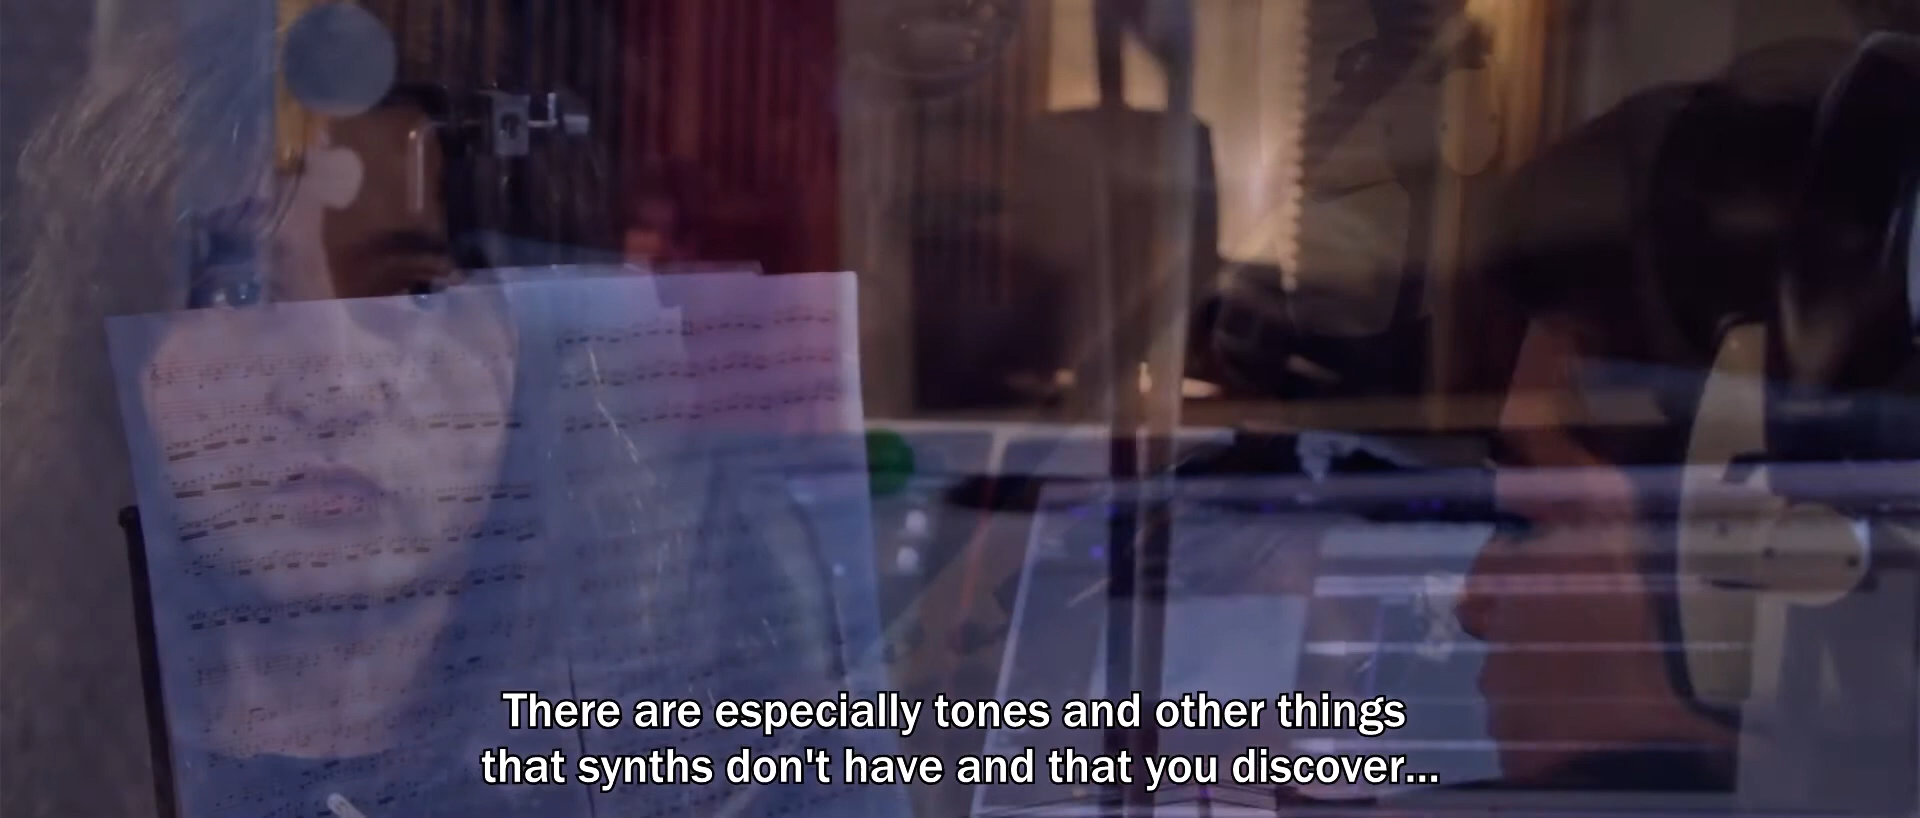 There are especially tones and other things
that synths don't have and that you discover...